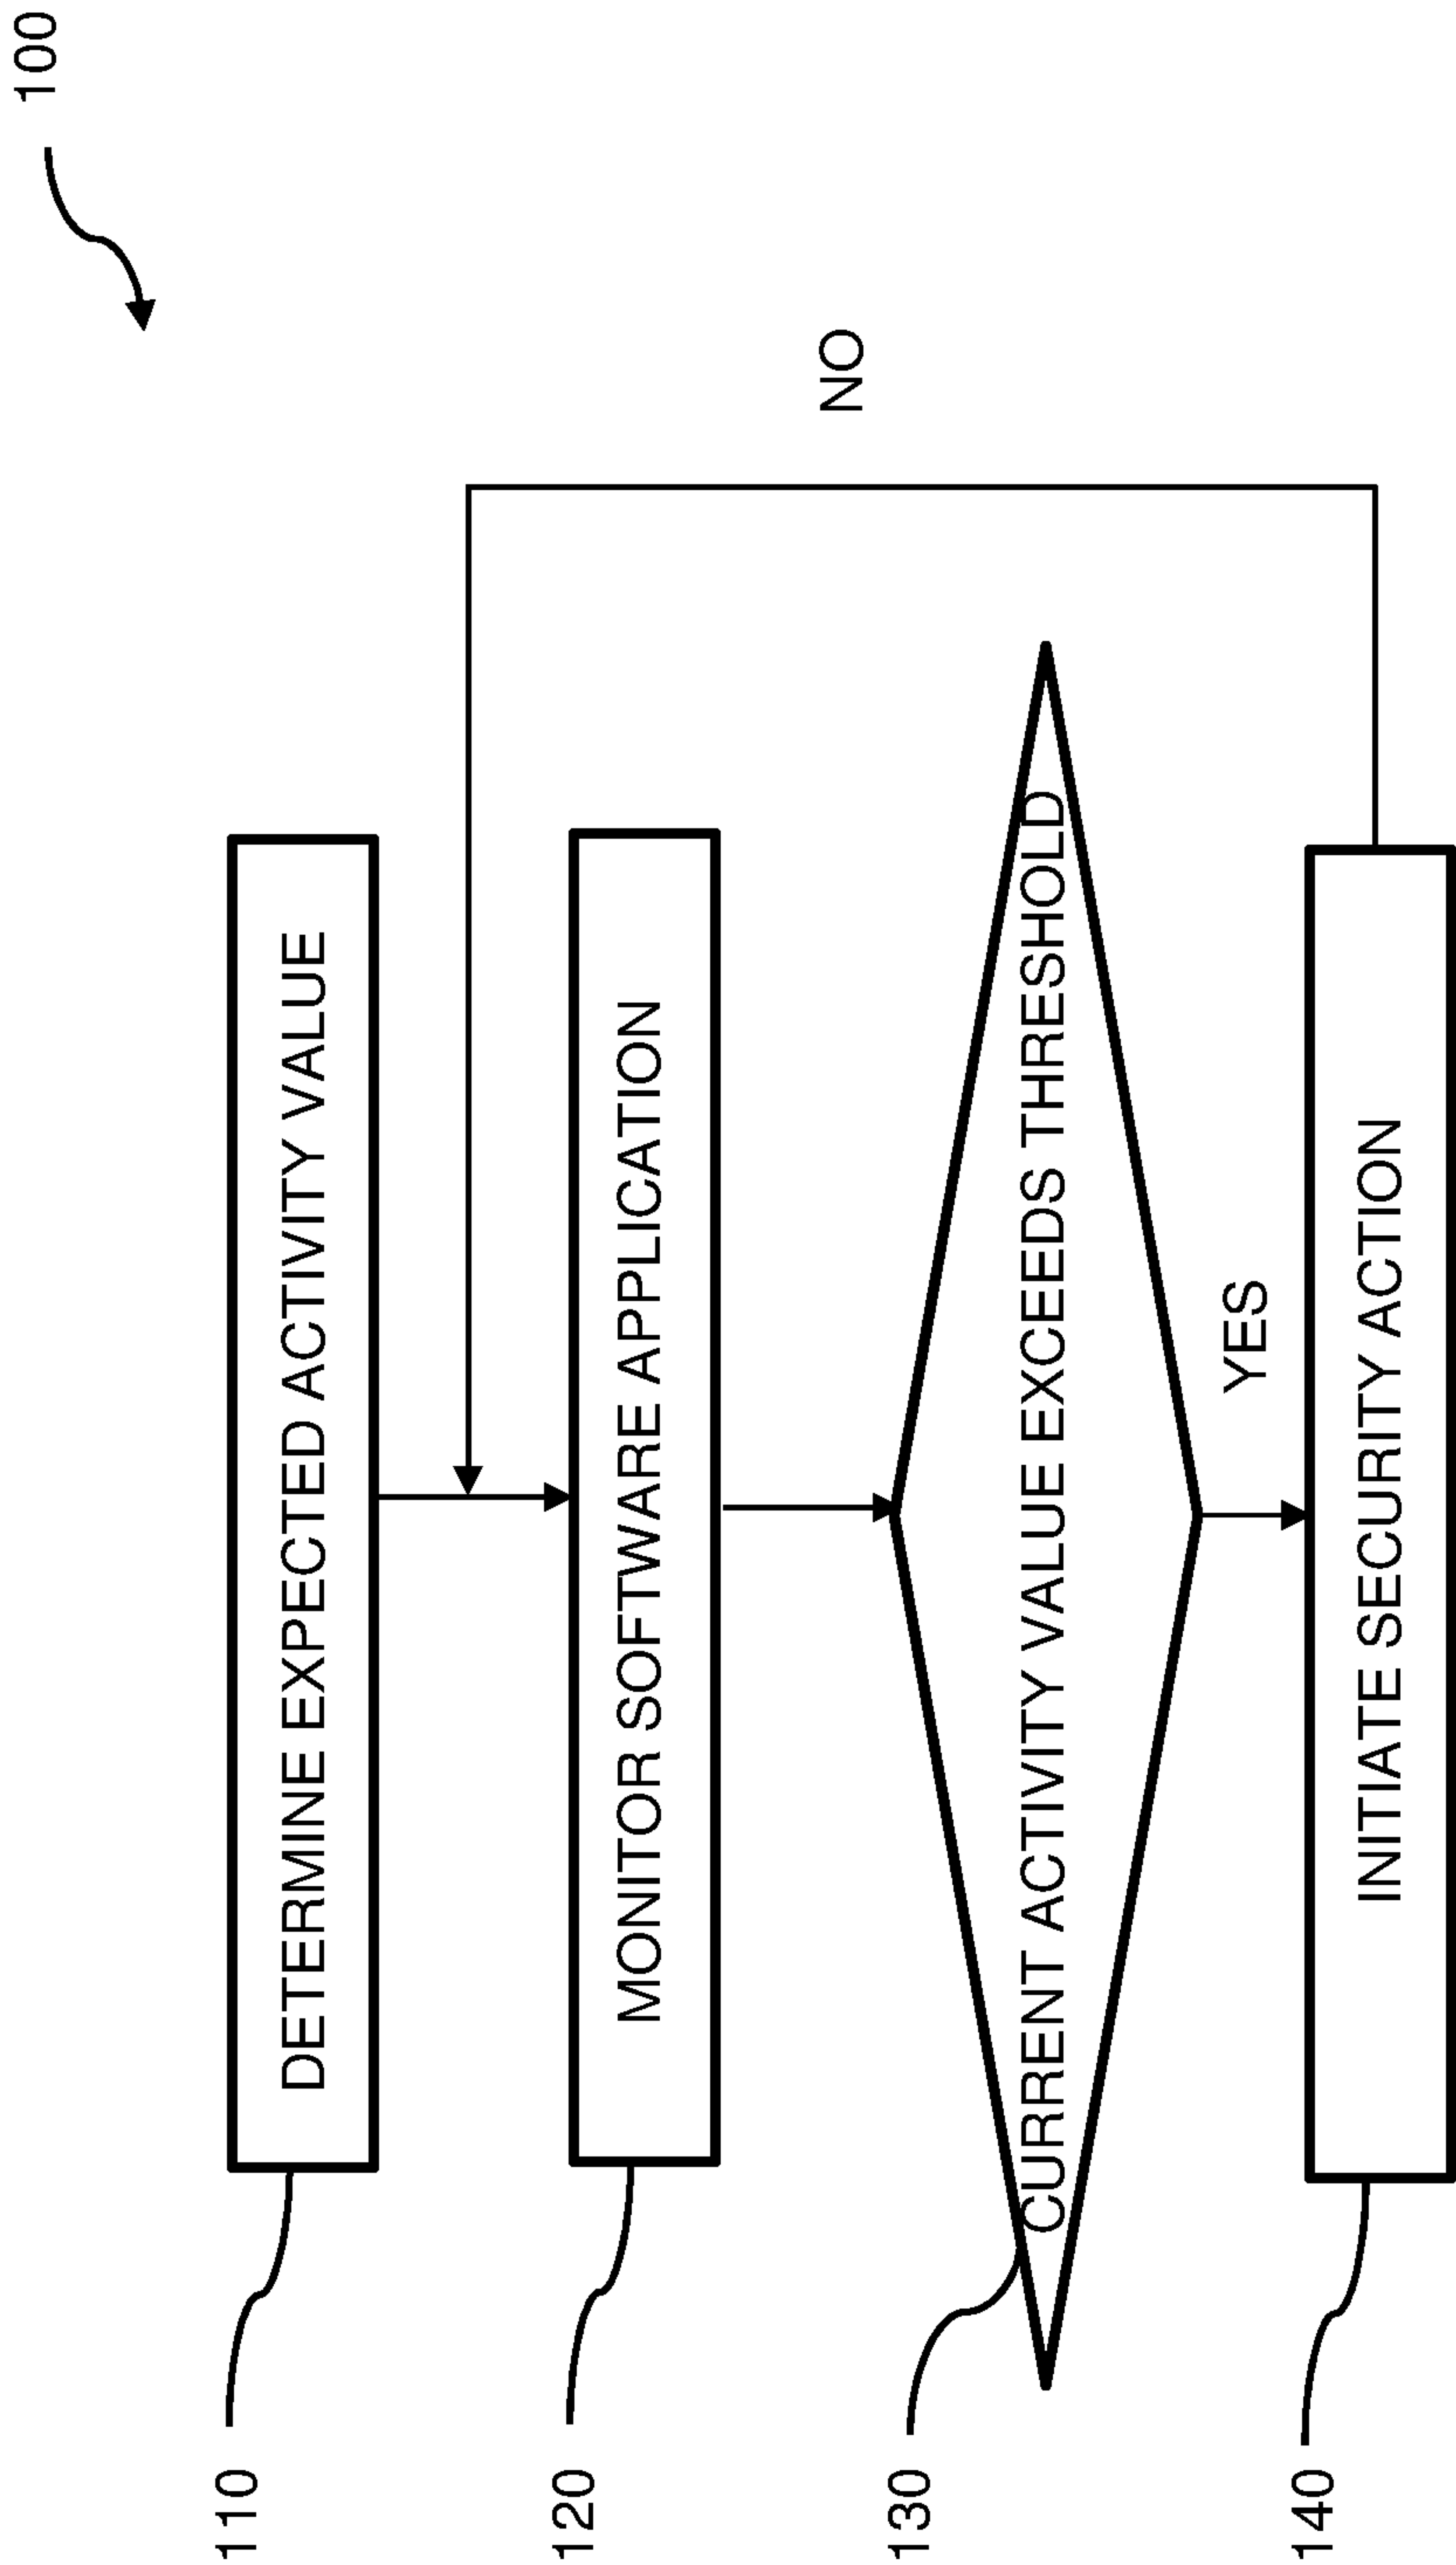 100
110
DETERMINE EXPECTED ACTIVITY VALUE
120
MONITOR SOFTWARE APPLICATION
NO
130
CURRENT ACTIVITY VALUE EXCEEDS THRESHOLD
YES
140
INITIATE SECURITY ACTION